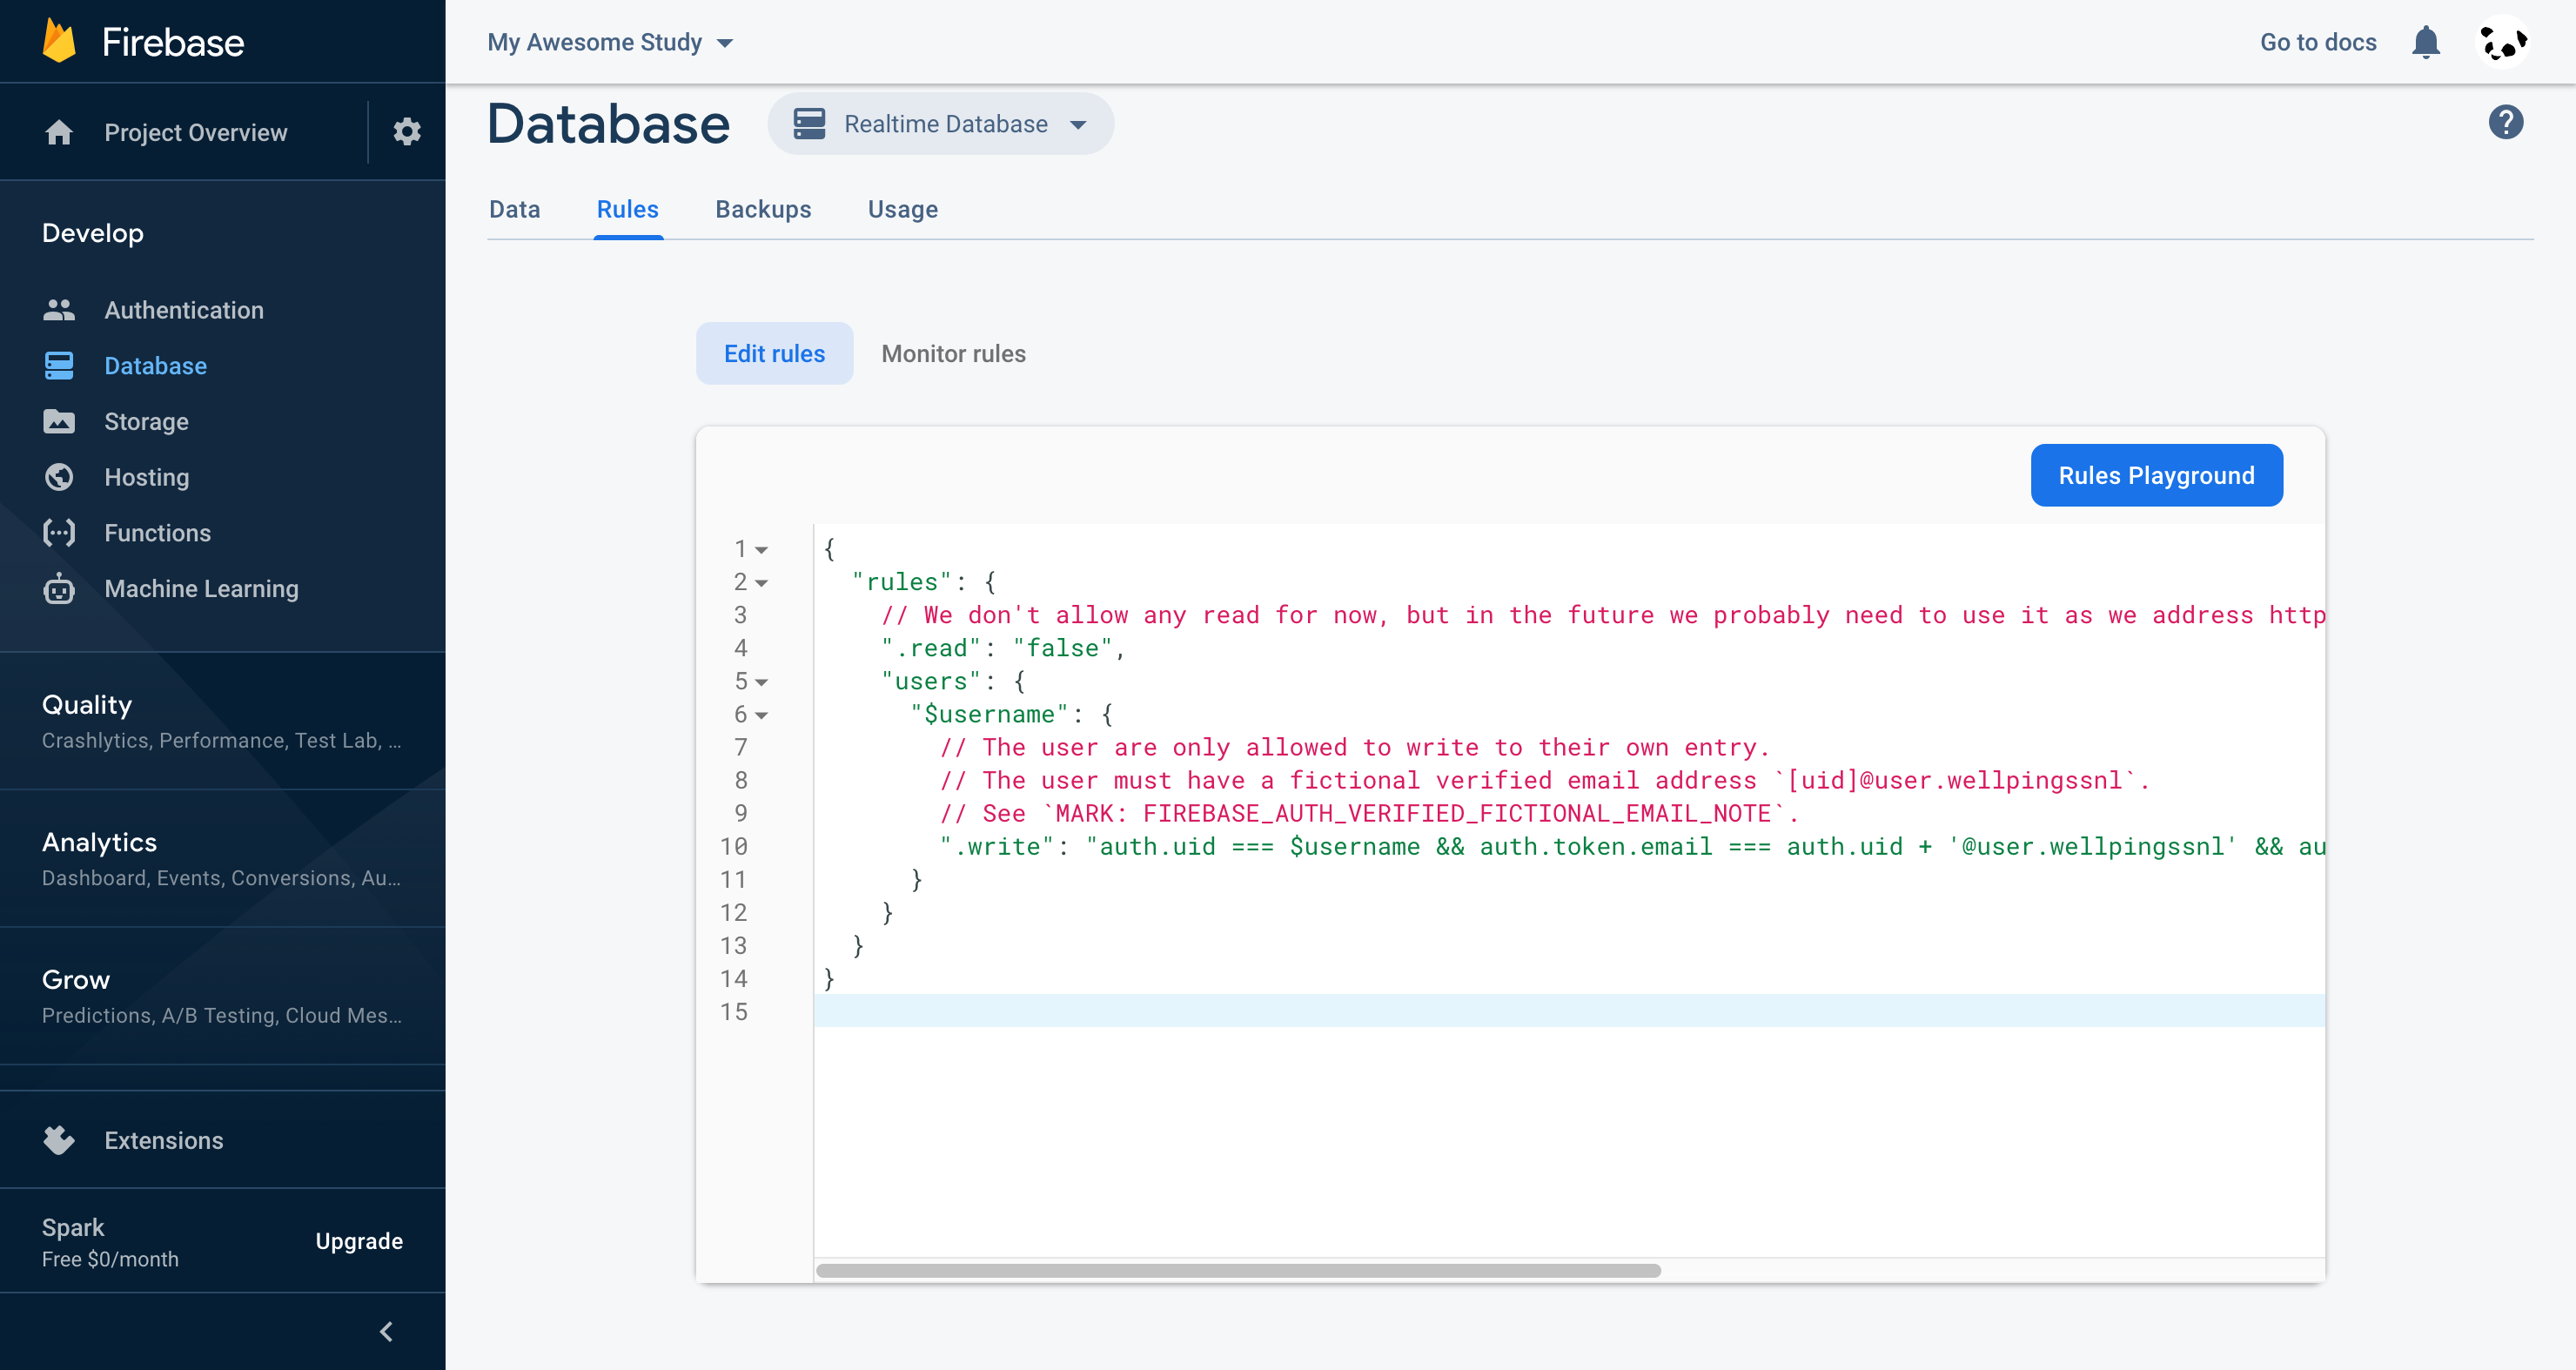 Firebase
My Awesome Study
Go to docs
Project Overview
Database
Realtime Database
?
Data Rules Backups Usage
Develop
Authentication
Database
Storage
Hosting
Functions
Machine Learning
Quality
Crashlytics, Performance, Test Lab, ...
Analytics
Dashboard, Events, Conversions, Au...
Grow
Predictions, A/B Testing, Cloud Mes...
Extensions
Spark
Free $0/month
Upgrade
Edit rules Monitor rules
Rules Playground
1 {
2 "rules": {
3 // We don't allow any read for now, but in the future we probably need to use it as we address http
4 ".read": "false",
5 "users": {
6 "$username": {
7 // The user are only allowed to write to their own entry.
8 // The user must have a fictional verified email address `[uid]@user.wellpingssnl`.
9 // See `MARK: FIREBASE_AUTH_VERIFIED_FICTIONAL_EMAIL_NOTE`.
10 ".write": "auth.uid === $username && auth.token.email === auth.uid + '@user.wellpingssnl' && au
11 }
12 }
13 }
14 }
15